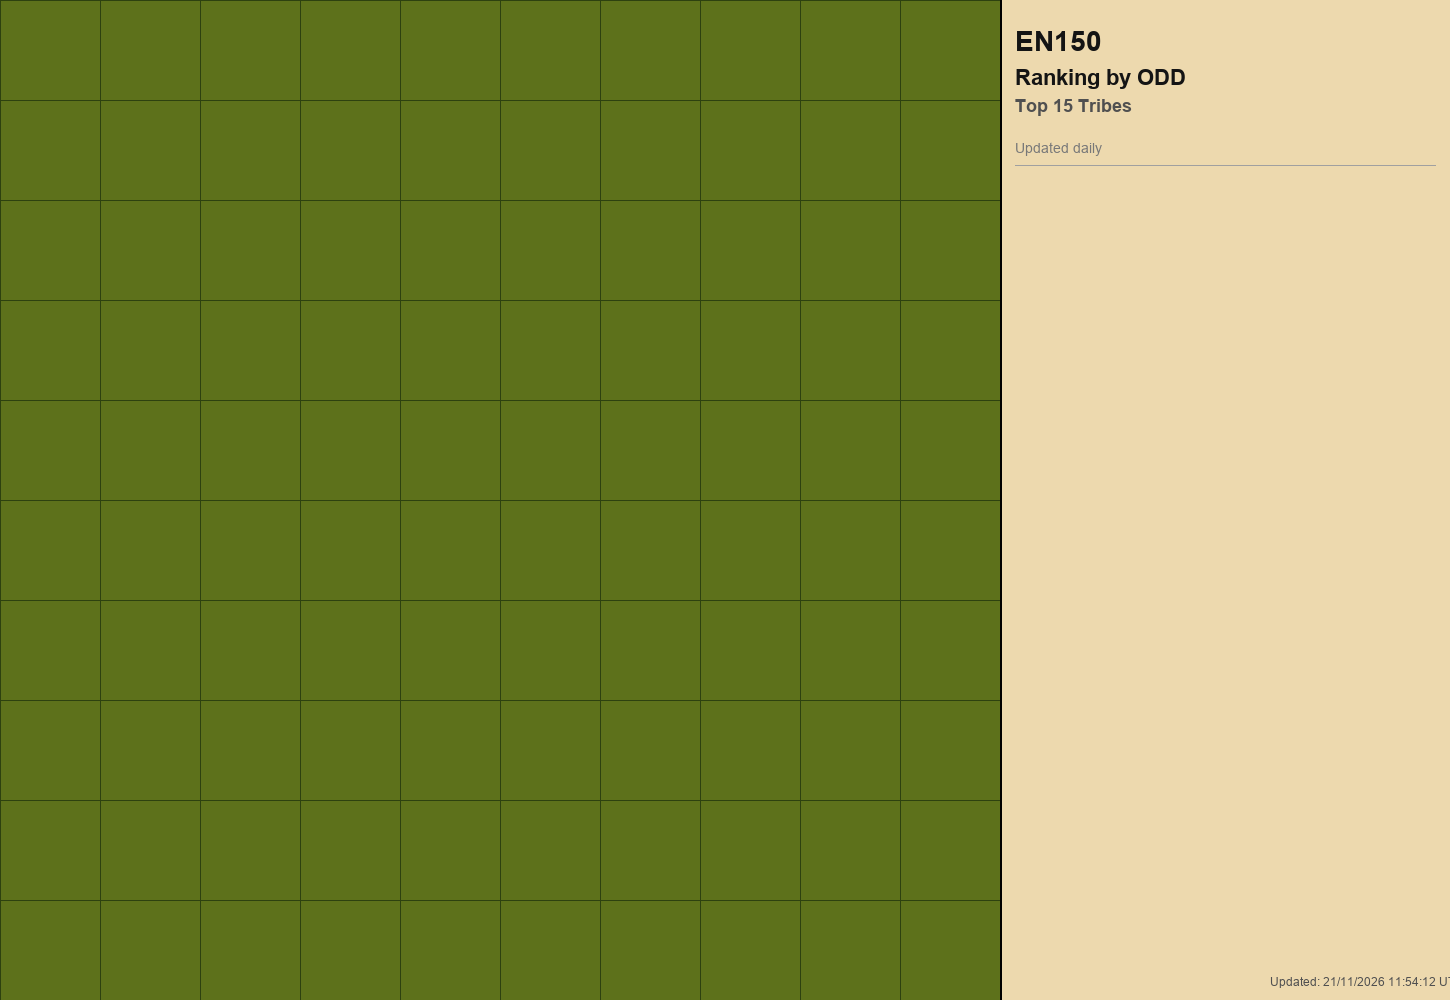 EN150
Ranking by ODD
Top 15 Tribes
Updated daily
Updated: 21/11/2026 11:54:12